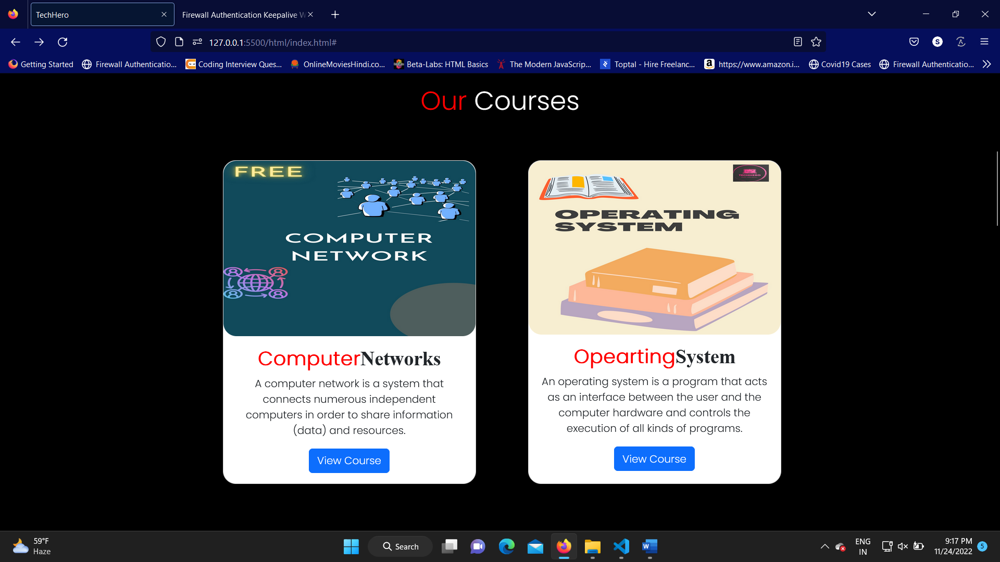 TechHero
Firewall Authentication Keepalive W
127.0.0.1:5500/html/index.html#
S
Getting Started
Firewall Authenticatio...
Coding Interview Ques...
OnlineMoviesHindi.co...
Beta-Labs: HTML Basics
The Modern JavaScrip...
Toptal - Hire Freelanc...
https://www.amazon.i...
Covid19 Cases
Firewall Authenticatio...
Our Courses
FREE
COMPUTER
NETWORK
ComputerNetworks
A computer network is a system that
connects numerous independent
computers in order to share information
(data) and resources.
View Course
TECHHERO
OPERATING
SYSTEM
OpeartingSystem
An operating system is a program that acts
as an interface between the user and the
computer hardware and controls the
execution of all kinds of programs.
View Course
59°F
Haze
Search
ENG
IN
9:17 PM
11/24/2022
5